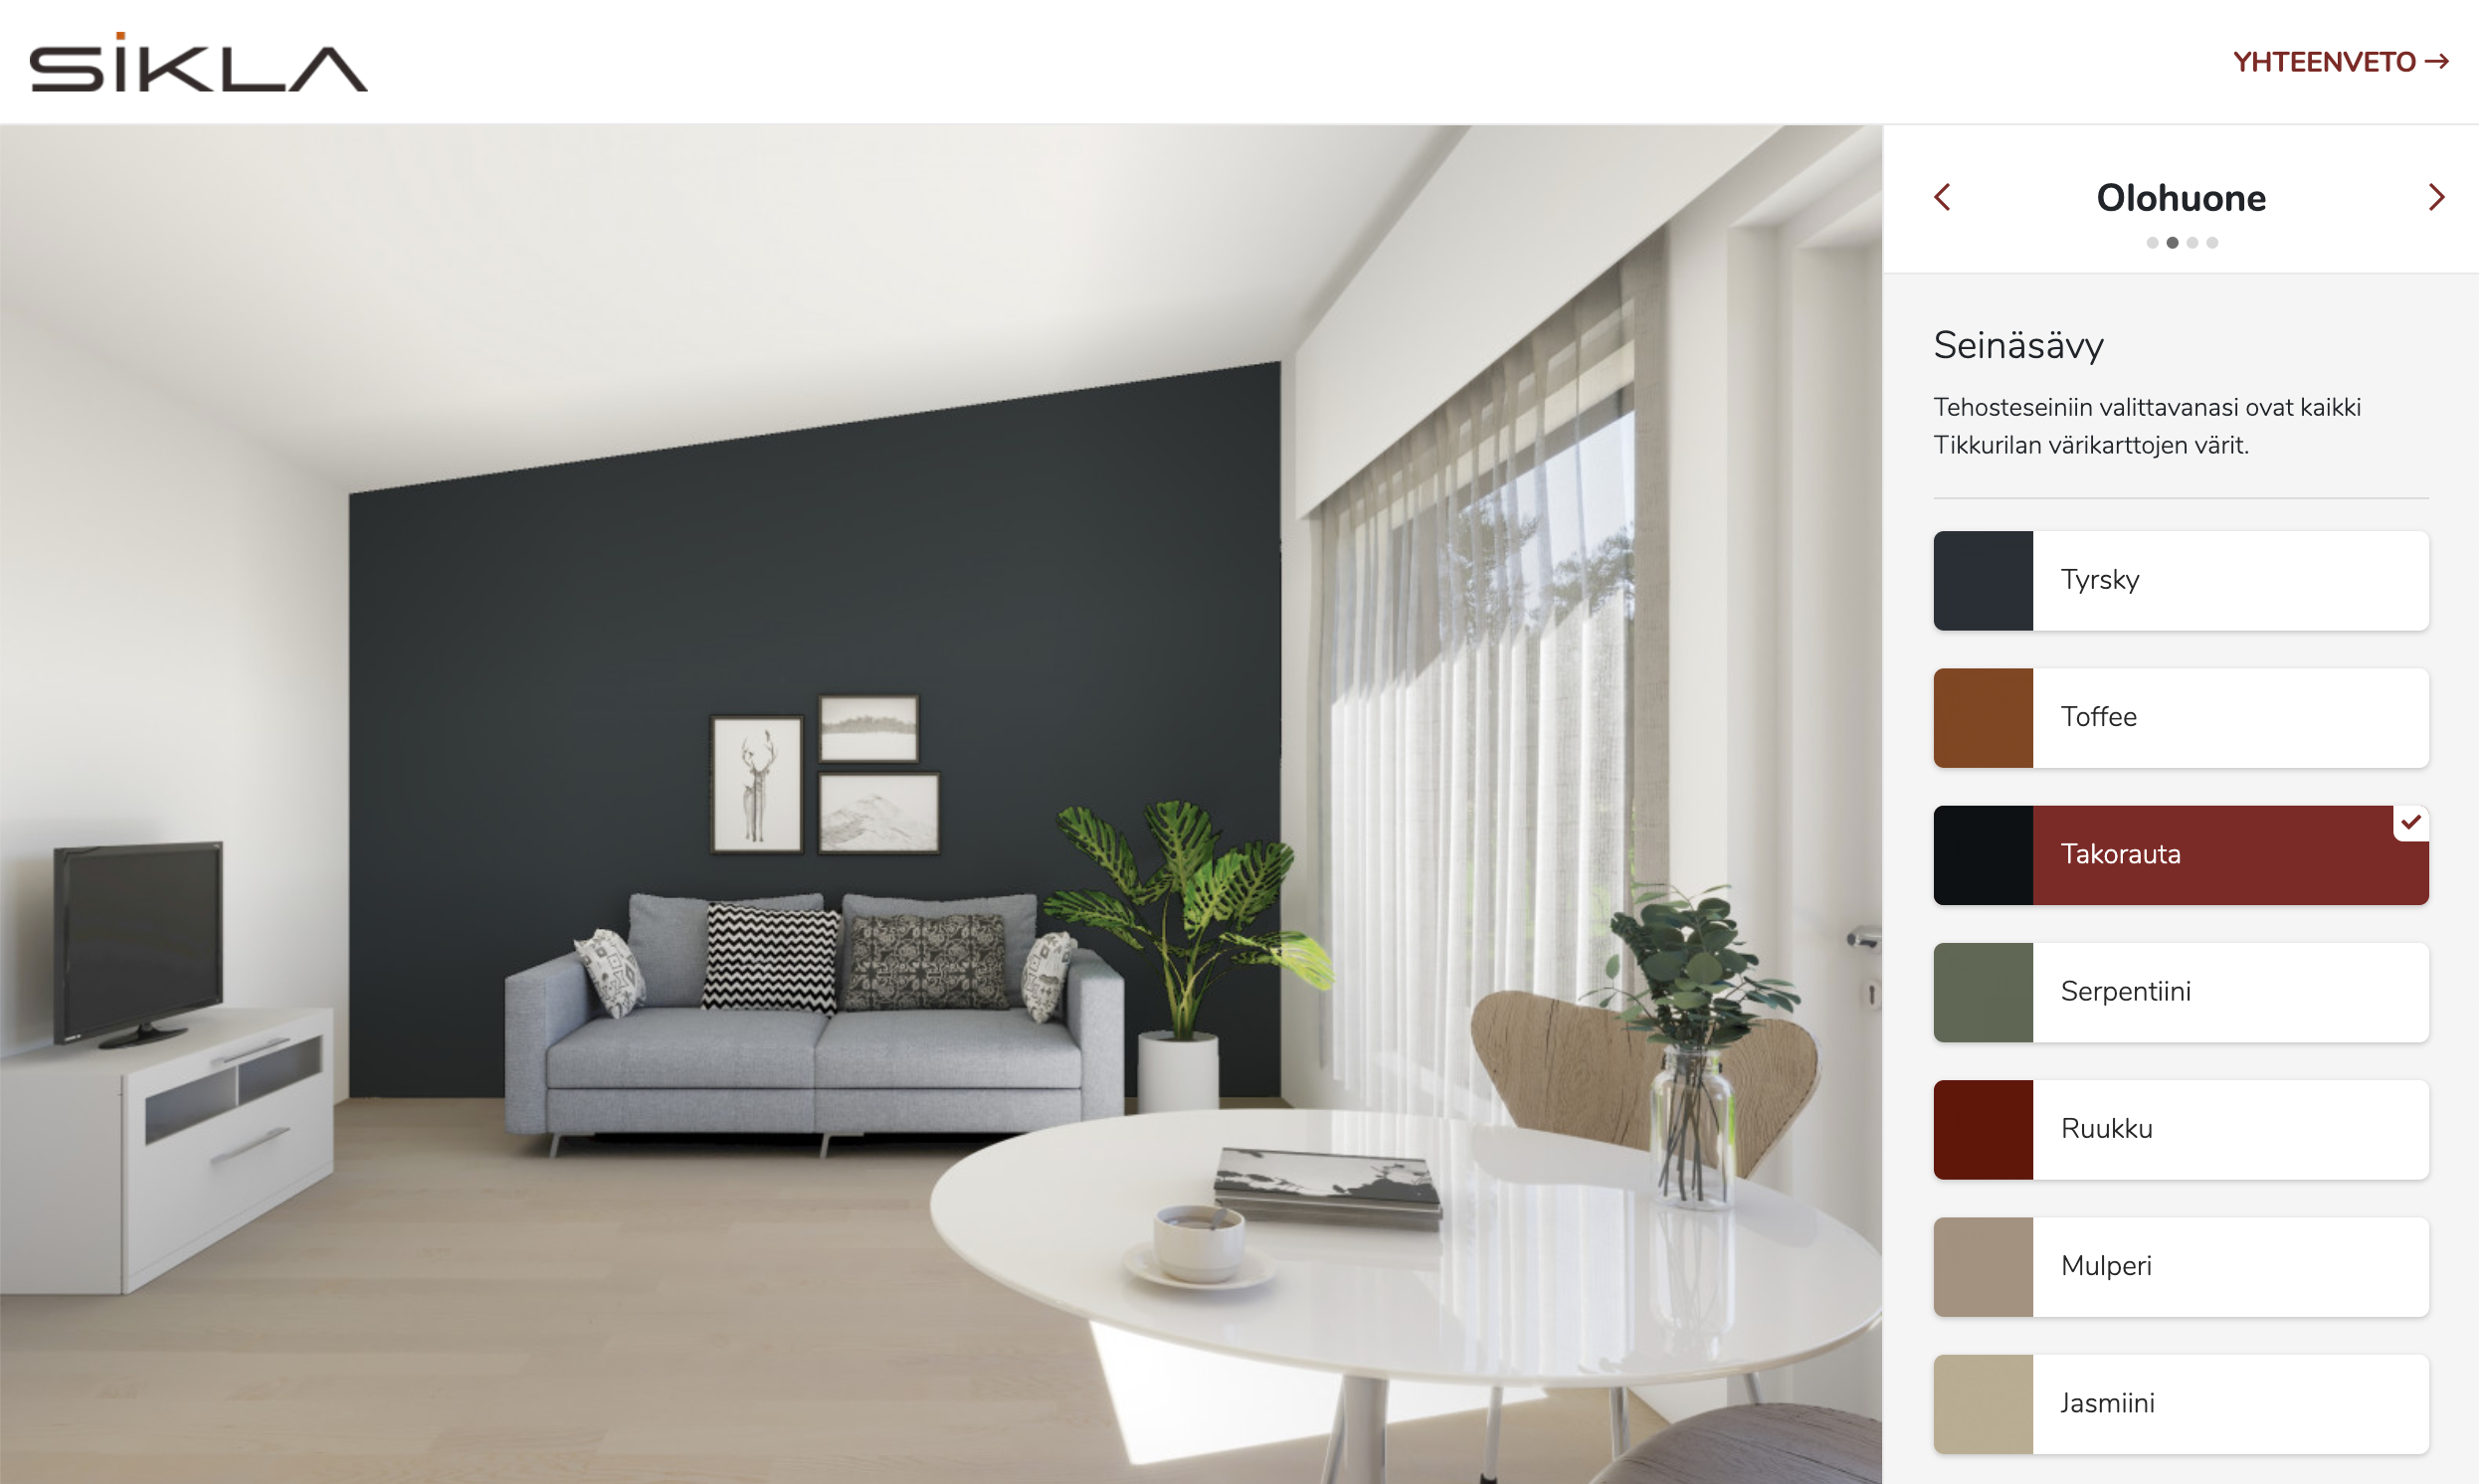 SIKLA
YHTEENVETO →
Olohuone
Seinäsävy
Tehosteseiniin valittavanasi ovat kaikki
Tikkurilan värikarttojen värit.
Tyrsky
Toffee
Takorauta
Serpentiini
Ruukku
Mulperi
Jasmiini